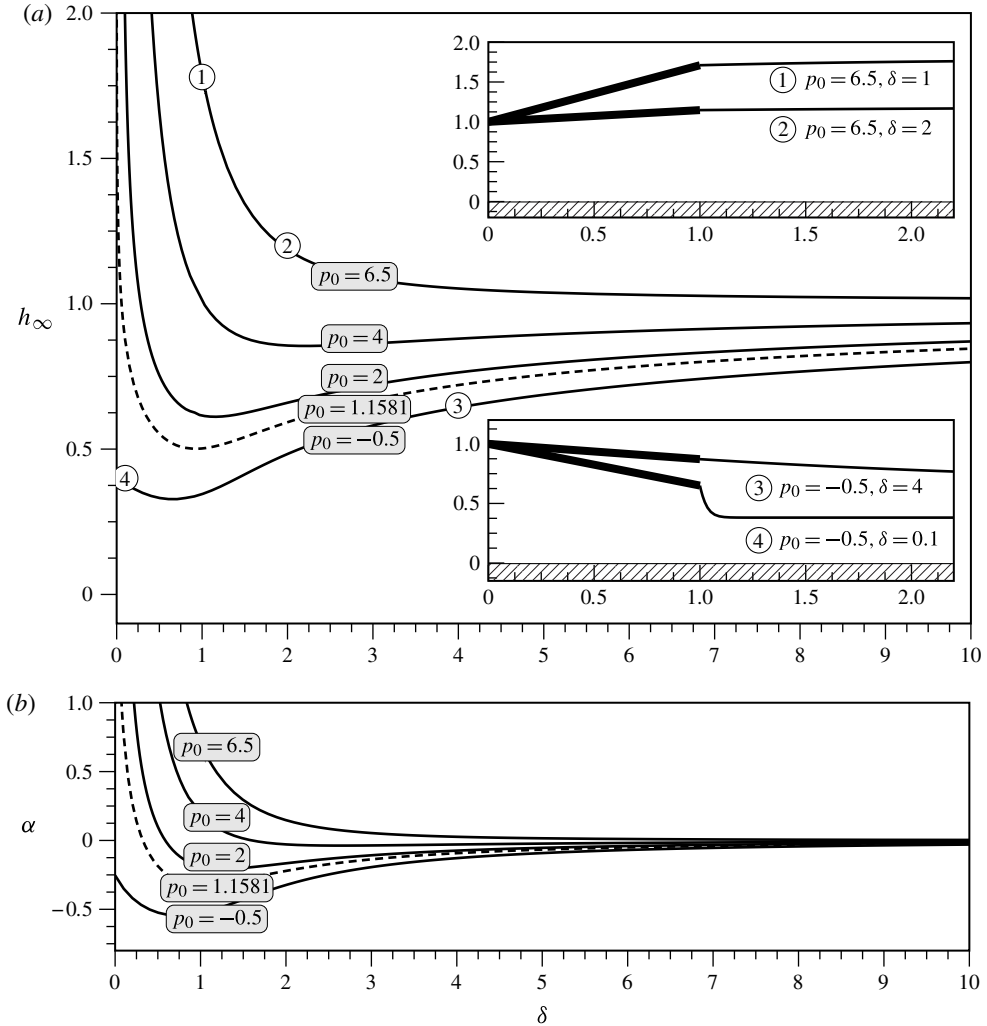 (a)
2.0
1.5
1.0
0.5
0
h∞
1
2
p₀ = 6.5
p₀ = 4
p₀ = 2
p₀ = 1.1581
p₀ = −0.5
3
4
2.0
1.5
1.0
0.5
0
1 p₀ = 6.5, δ = 1
2 p₀ = 6.5, δ = 2
0 0.5 1.0 1.5 2.0
1.0
0.5
0
3 p₀ = −0.5, δ = 4
4 p₀ = −0.5, δ = 0.1
0 0.5 1.0 1.5 2.0
0 1 2 3 4 5 6 7 8 9 10
(b)
1.0
0.5
0
−0.5
α
p₀ = 6.5
p₀ = 4
p₀ = 2
p₀ = 1.1581
p₀ = −0.5
0 1 2 3 4 5 6 7 8 9 10
δ